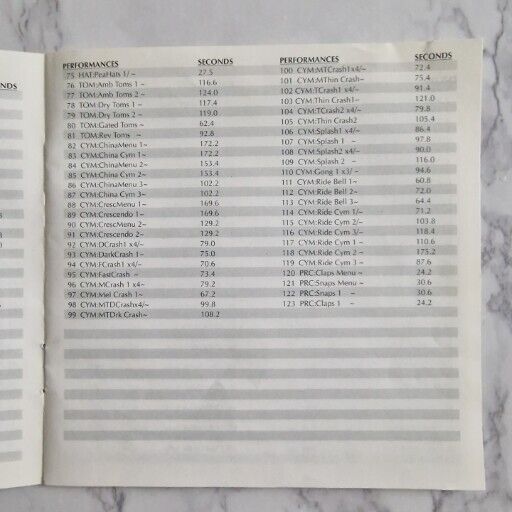 NDS
PERFORMANCES SECONDS
75 HAT:PeaHats 1/ ~ 27.5
76 TOM:Amb Toms 1 ~ 116.6
77 TOM:Amb Toms 2 ~ 124.0
78 TOM:Dry Toms 1 ~ 117.4
79 TOM:Dry Toms 2 ~ 119.0
80 TOM:Gated Toms ~ 62.4
81 TOM:Rev Toms ~ 92.8
82 CYM:ChinaMenu 1~ 172.2
83 CYM:China Cym 1~ 172.2
84 CYM:ChinaMenu 2~ 153.4
85 CYM:China Cym 2~ 153.4
86 CYM:ChinaMenu 3~ 102.2
87 CYM:China Cym 3~ 102.2
88 CYM:CrescMenu 1~ 169.6
89 CYM:Crescendo 1~ 169.6
90 CYM:CrescMenu 2~ 129.2
91 CYM:Crescendo 2~ 129.2
92 CYM:DCrash1 x4/~ 79.0
93 CYM:DarkCrash 1~ 75.0
94 CYM:FCrash1 x4/~ 70.6
95 CYM:FastCrash ~ 73.4
96 CYM:MCrash 1 x4~ 79.2
97 CYM:Mel Crash 1~ 67.2
98 CYM:MTDCrashx4/~ 99.8
99 CYM:MTDrk Crash~ 108.2
PERFORMANCES SECONDS
100 CYM:MTCrash1x4/~ 72.4
101 CYM:MThin Crash~ 75.4
102 CYM:TCrash1 x4/~ 91.4
103 CYM:Thin Crash1~ 121.0
104 CYM:TCrash2 x4/~ 79.8
105 CYM:Thin Crash2 105.4
106 CYM:Splash1 x4/~ 86.4
107 CYM:Splash 1 ~ 97.8
108 CYM:Splash2 x4/~ 90.0
109 CYM:Splash 2 ~ 116.0
110 CYM:Gong 1 x3/ ~ 94.6
111 CYM:Ride Bell 1~ 60.8
112 CYM:Ride Bell 2~ 72.0
113 CYM:Ride Bell 3~ 64.4
114 CYM:Ride Cym 1/~ 71.2
115 CYM:Ride Cym 2/~ 103.8
116 CYM:Ride Cym 3/~ 118.4
117 CYM:Ride Cym 1 ~ 110.6
118 CYM:Ride Cym 2 ~ 175.2
119 CYM:Ride Cym 3 ~ 87.6
120 PRC:Claps Menu ~ 24.2
121 PRC:Snaps Menu ~ 30.6
122 PRC:Snaps 1 ~ 30.6
123 PRC:Claps 1 ~ 24.2